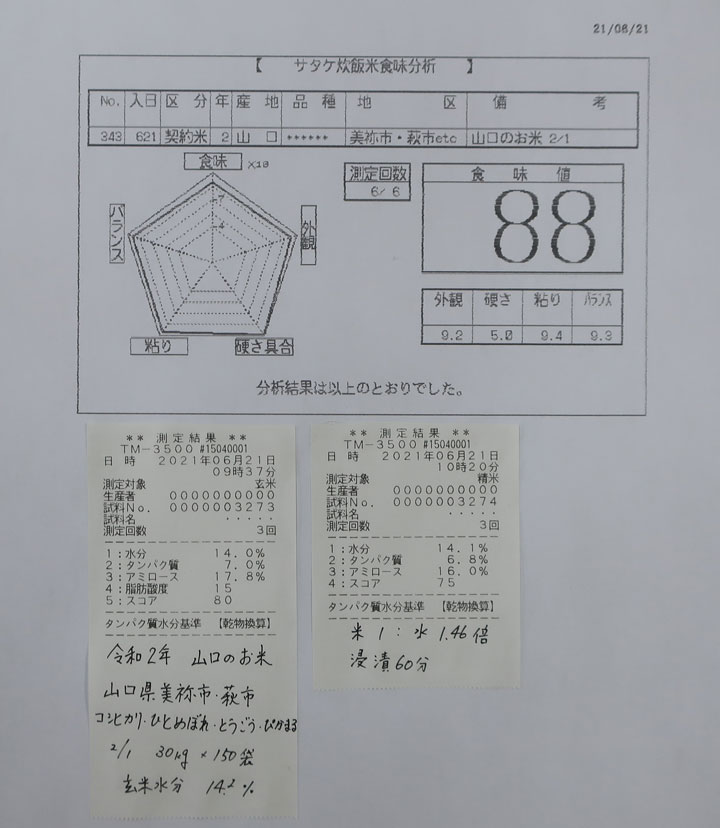 21/06/21
【 サタケ炊飯米食味分析 】
No. 入日 区分 年 産地 品種 地区 備考
343 621 契約米 2 山口 ****** 美祢市・萩市etc 山口のお米 2/1
食味 X10
外観
硬さ具合
粘り
バランス
7
4
測定回数
6/ 6
食味値
88
外観 硬さ 粘り バランス
9.2 5.0 9.4 9.3
分析結果は以上のとおりでした。
** 測定結果 **
TM-3500 #15040001
日時 2021年06月21日
09時37分
測定対象 玄米
生産者 0000000000
試料No. 0000003273
試料名 ・・・・・
測定回数 3回
1:水分 14.0%
2:タンパク質 7.0%
3:アミロース 17.8%
4:脂肪酸度 15
5:スコア 80
タンパク質水分基準 【乾物換算】
令和2年 山口のお米
山口県美祢市・萩市
コシヒカリ・ひとめぼれ・とうごう・ぴかまる
2/1 30kg × 150袋
玄米水分 14.2%
** 測定結果 **
TM-3500 #15040001
日時 2021年06月21日
10時20分
測定対象 精米
生産者 0000000000
試料No. 0000003274
試料名 ・・・・・
測定回数 3回
1:水分 14.1%
2:タンパク質 6.8%
3:アミロース 16.0%
4:スコア 75
タンパク質水分基準 【乾物換算】
米 1 : 水 1.46倍
浸漬60分